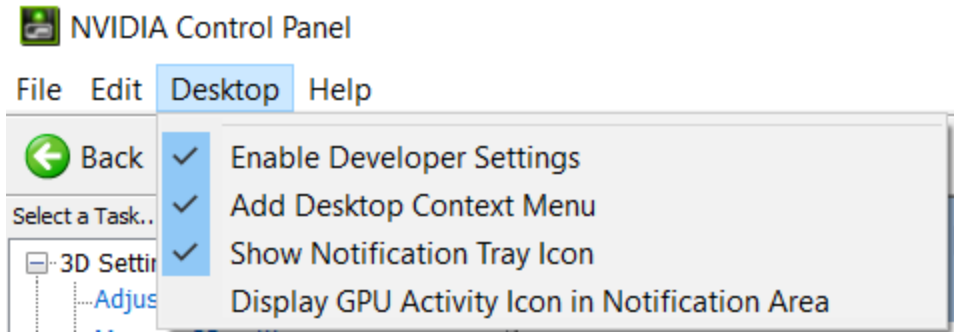 NVIDIA Control Panel
File Edit Desktop Help
Back
Enable Developer Settings
Add Desktop Context Menu
Select a Task...
Show Notification Tray Icon
3D Settin
Display GPU Activity Icon in Notification Area
Adjus